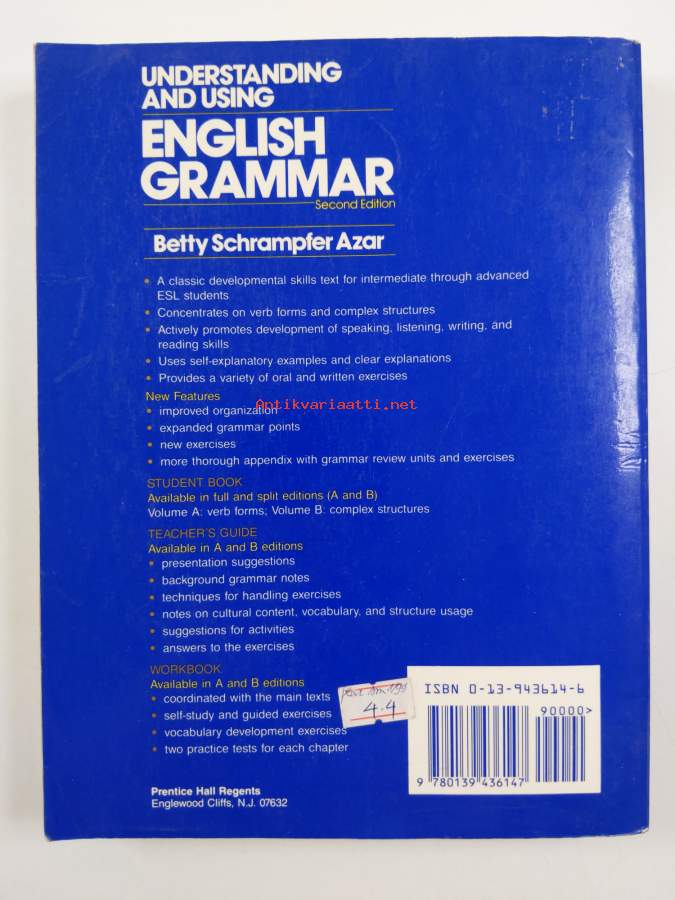 UNDERSTANDING
AND USING
ENGLISH
GRAMMAR
Second Edition
Betty Schrampfer Azar
• A classic developmental skills text for intermediate through advanced
ESL students
• Concentrates on verb forms and complex structures
• Actively promotes development of speaking, listening, writing, and
reading skills
• Uses self-explanatory examples and clear explanations
• Provides a variety of oral and written exercises
New Features
• improved organization
Antikvariaatti.net
• expanded grammar points
• new exercises
• more thorough appendix with grammar review units and exercises
STUDENT BOOK
Available in full and split editions (A and B)
Volume A: verb forms; Volume B: complex structures
TEACHER'S GUIDE
Available in A and B editions
• presentation suggestions
• background grammar notes
• techniques for handling exercises
• notes on cultural content, vocabulary, and structure usage
• suggestions for activities
• answers to the exercises
WORKBOOK
Available in A and B editions
• coordinated with the main texts
• self-study and guided exercises
• vocabulary development exercises
• two practice tests for each chapter
4.4
ISBN 0-13-943614-6
90000>
9 780139 436147
Prentice Hall Regents
Englewood Cliffs, N.J. 07632